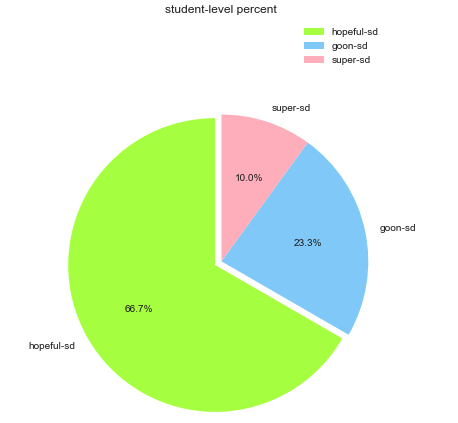 student-level percent
hopeful-sd
goon-sd
super-sd
super-sd
10.0%
goon-sd
23.3%
66.7%
hopeful-sd